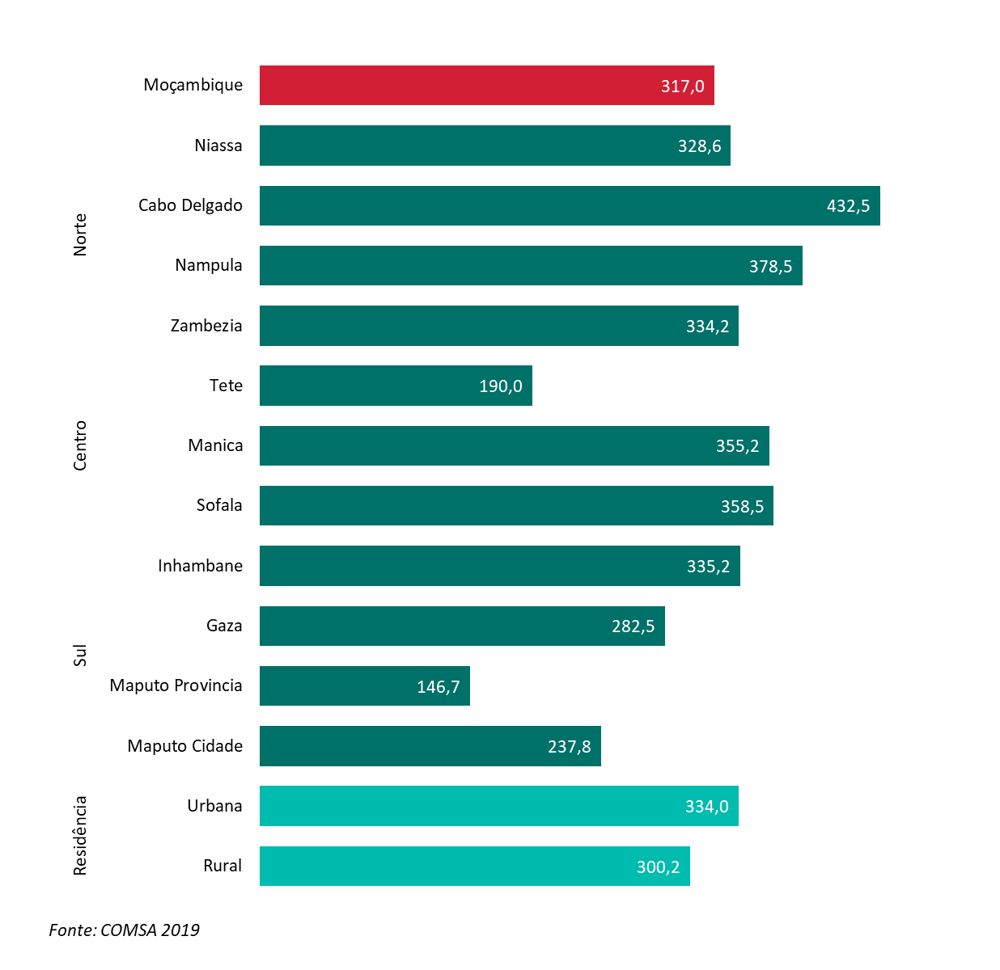 Moçambique 317,0
Norte
Niassa 328,6
Cabo Delgado 432,5
Nampula 378,5
Centro
Zambezia 334,2
Tete 190,0
Manica 355,2
Sofala 358,5
Sul
Inhambane 335,2
Gaza 282,5
Maputo Provincia 146,7
Maputo Cidade 237,8
Residência
Urbana 334,0
Rural 300,2
Fonte: COMSA 2019